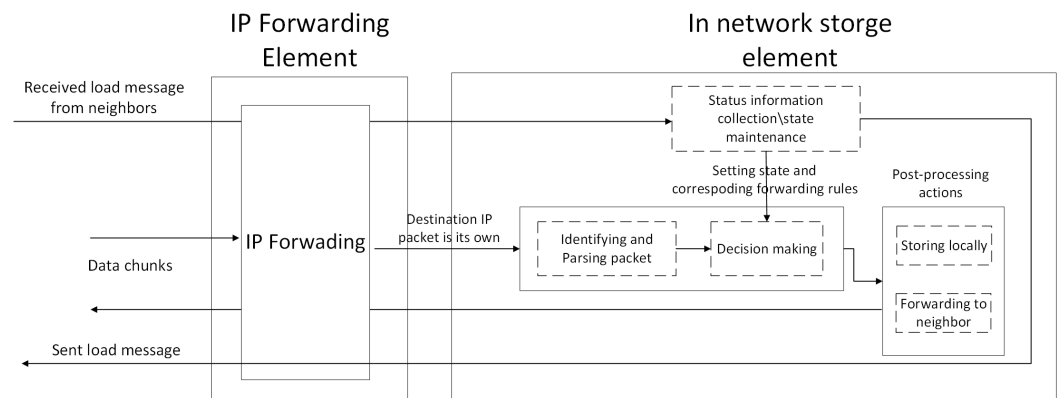 IP Forwarding
Element
In network storge
element
Received load message
from neighbors
Status information
collection\state
maintenance
Setting state and
correspoding forwarding rules
Post-processing
actions
Destination IP
packet is its own
IP Forwading
Identifying and
Parsing packet
Decision making
Storing locally
Data chunks
Forwarding to
neighbor
Sent load message